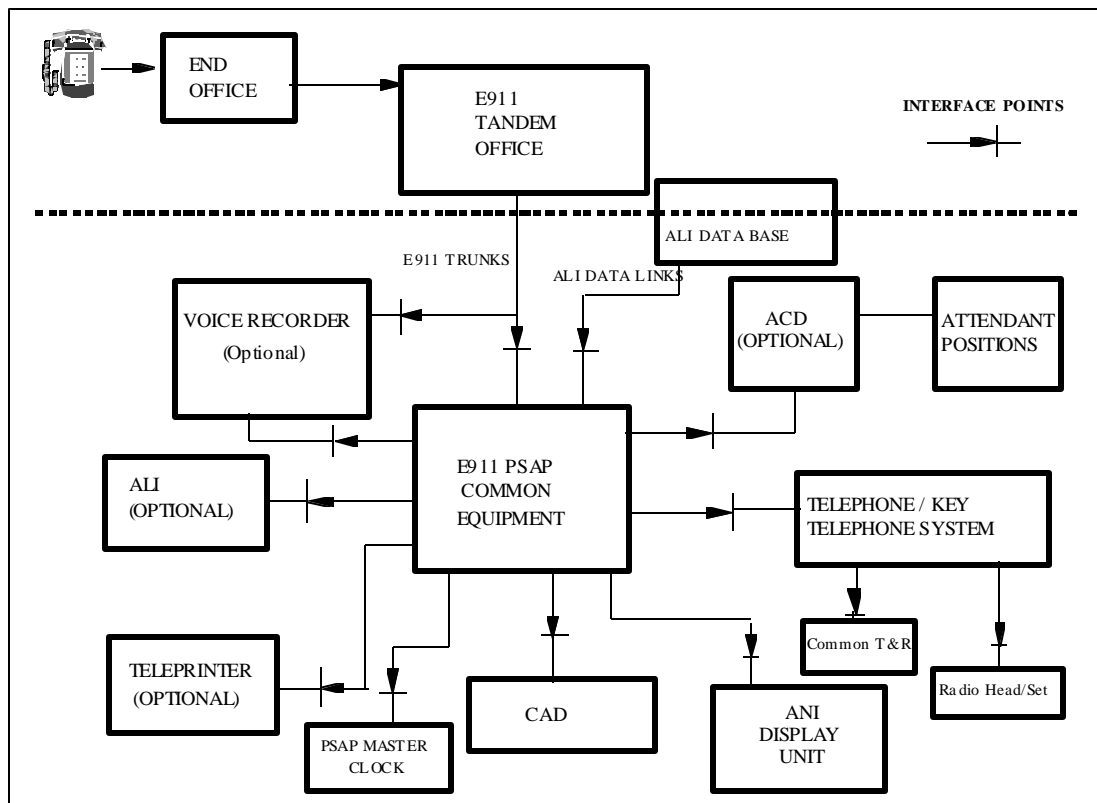 END
OFFICE
E911
TANDEM
OFFICE
INTERFACE POINTS
ALI DATA BASE
E911 TRUNKS
ALI DATA LINKS
VOICE RECORDER
(Optional)
ACD
(OPTIONAL)
ATTENDANT
POSITIONS
E911 PSAP
COMMON
EQUIPMENT
ALI
(OPTIONAL)
TELEPHONE / KEY
TELEPHONE SYSTEM
Common T & R
Radio Head/Set
TELEPRINTER
(OPTIONAL)
PSAP MASTER
CLOCK
CAD
ANI
DISPLAY
UNIT